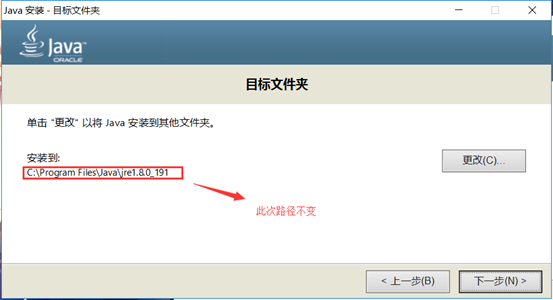 Java 安装 - 目标文件夹
Java
ORACLE
目标文件夹
单击 "更改" 以将 Java 安装到其他文件夹。
安装到:
C:\Program Files\Java\jre1.8.0_191\
更改(C)...
此次路径不变
< 上一步(B)
下一步(N) >